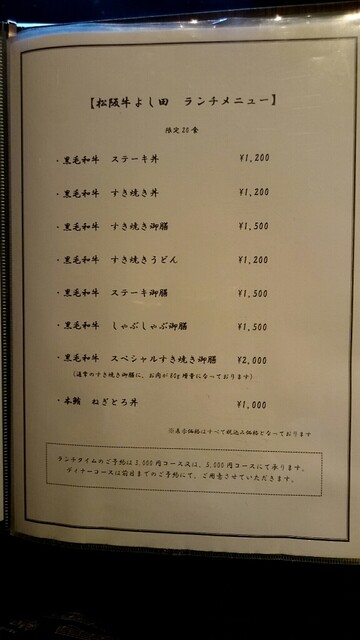 【松阪牛よし田 ランチメニュー】
限定20食
・黒毛和牛 ステーキ丼 ¥1,200
・黒毛和牛 すき焼き丼 ¥1,200
・黒毛和牛 すき焼き御膳 ¥1,500
・黒毛和牛 すき焼きうどん ¥1,200
・黒毛和牛 ステーキ御膳 ¥1,500
・黒毛和牛 しゃぶしゃぶ御膳 ¥1,500
・黒毛和牛 スペシャルすき焼き御膳 ¥2,000
(通常のすき焼き御膳に、お肉が80g増量になっております)
・本鮪 ねぎとろ丼 ¥1,000
※表示価格はすべて税込み価格となっております
ランチタイムのご予約は3,000円コース又は、5,000円コースにて承ります。
ディナーコースは前日までのご予約にて、ご用意させていただきます。